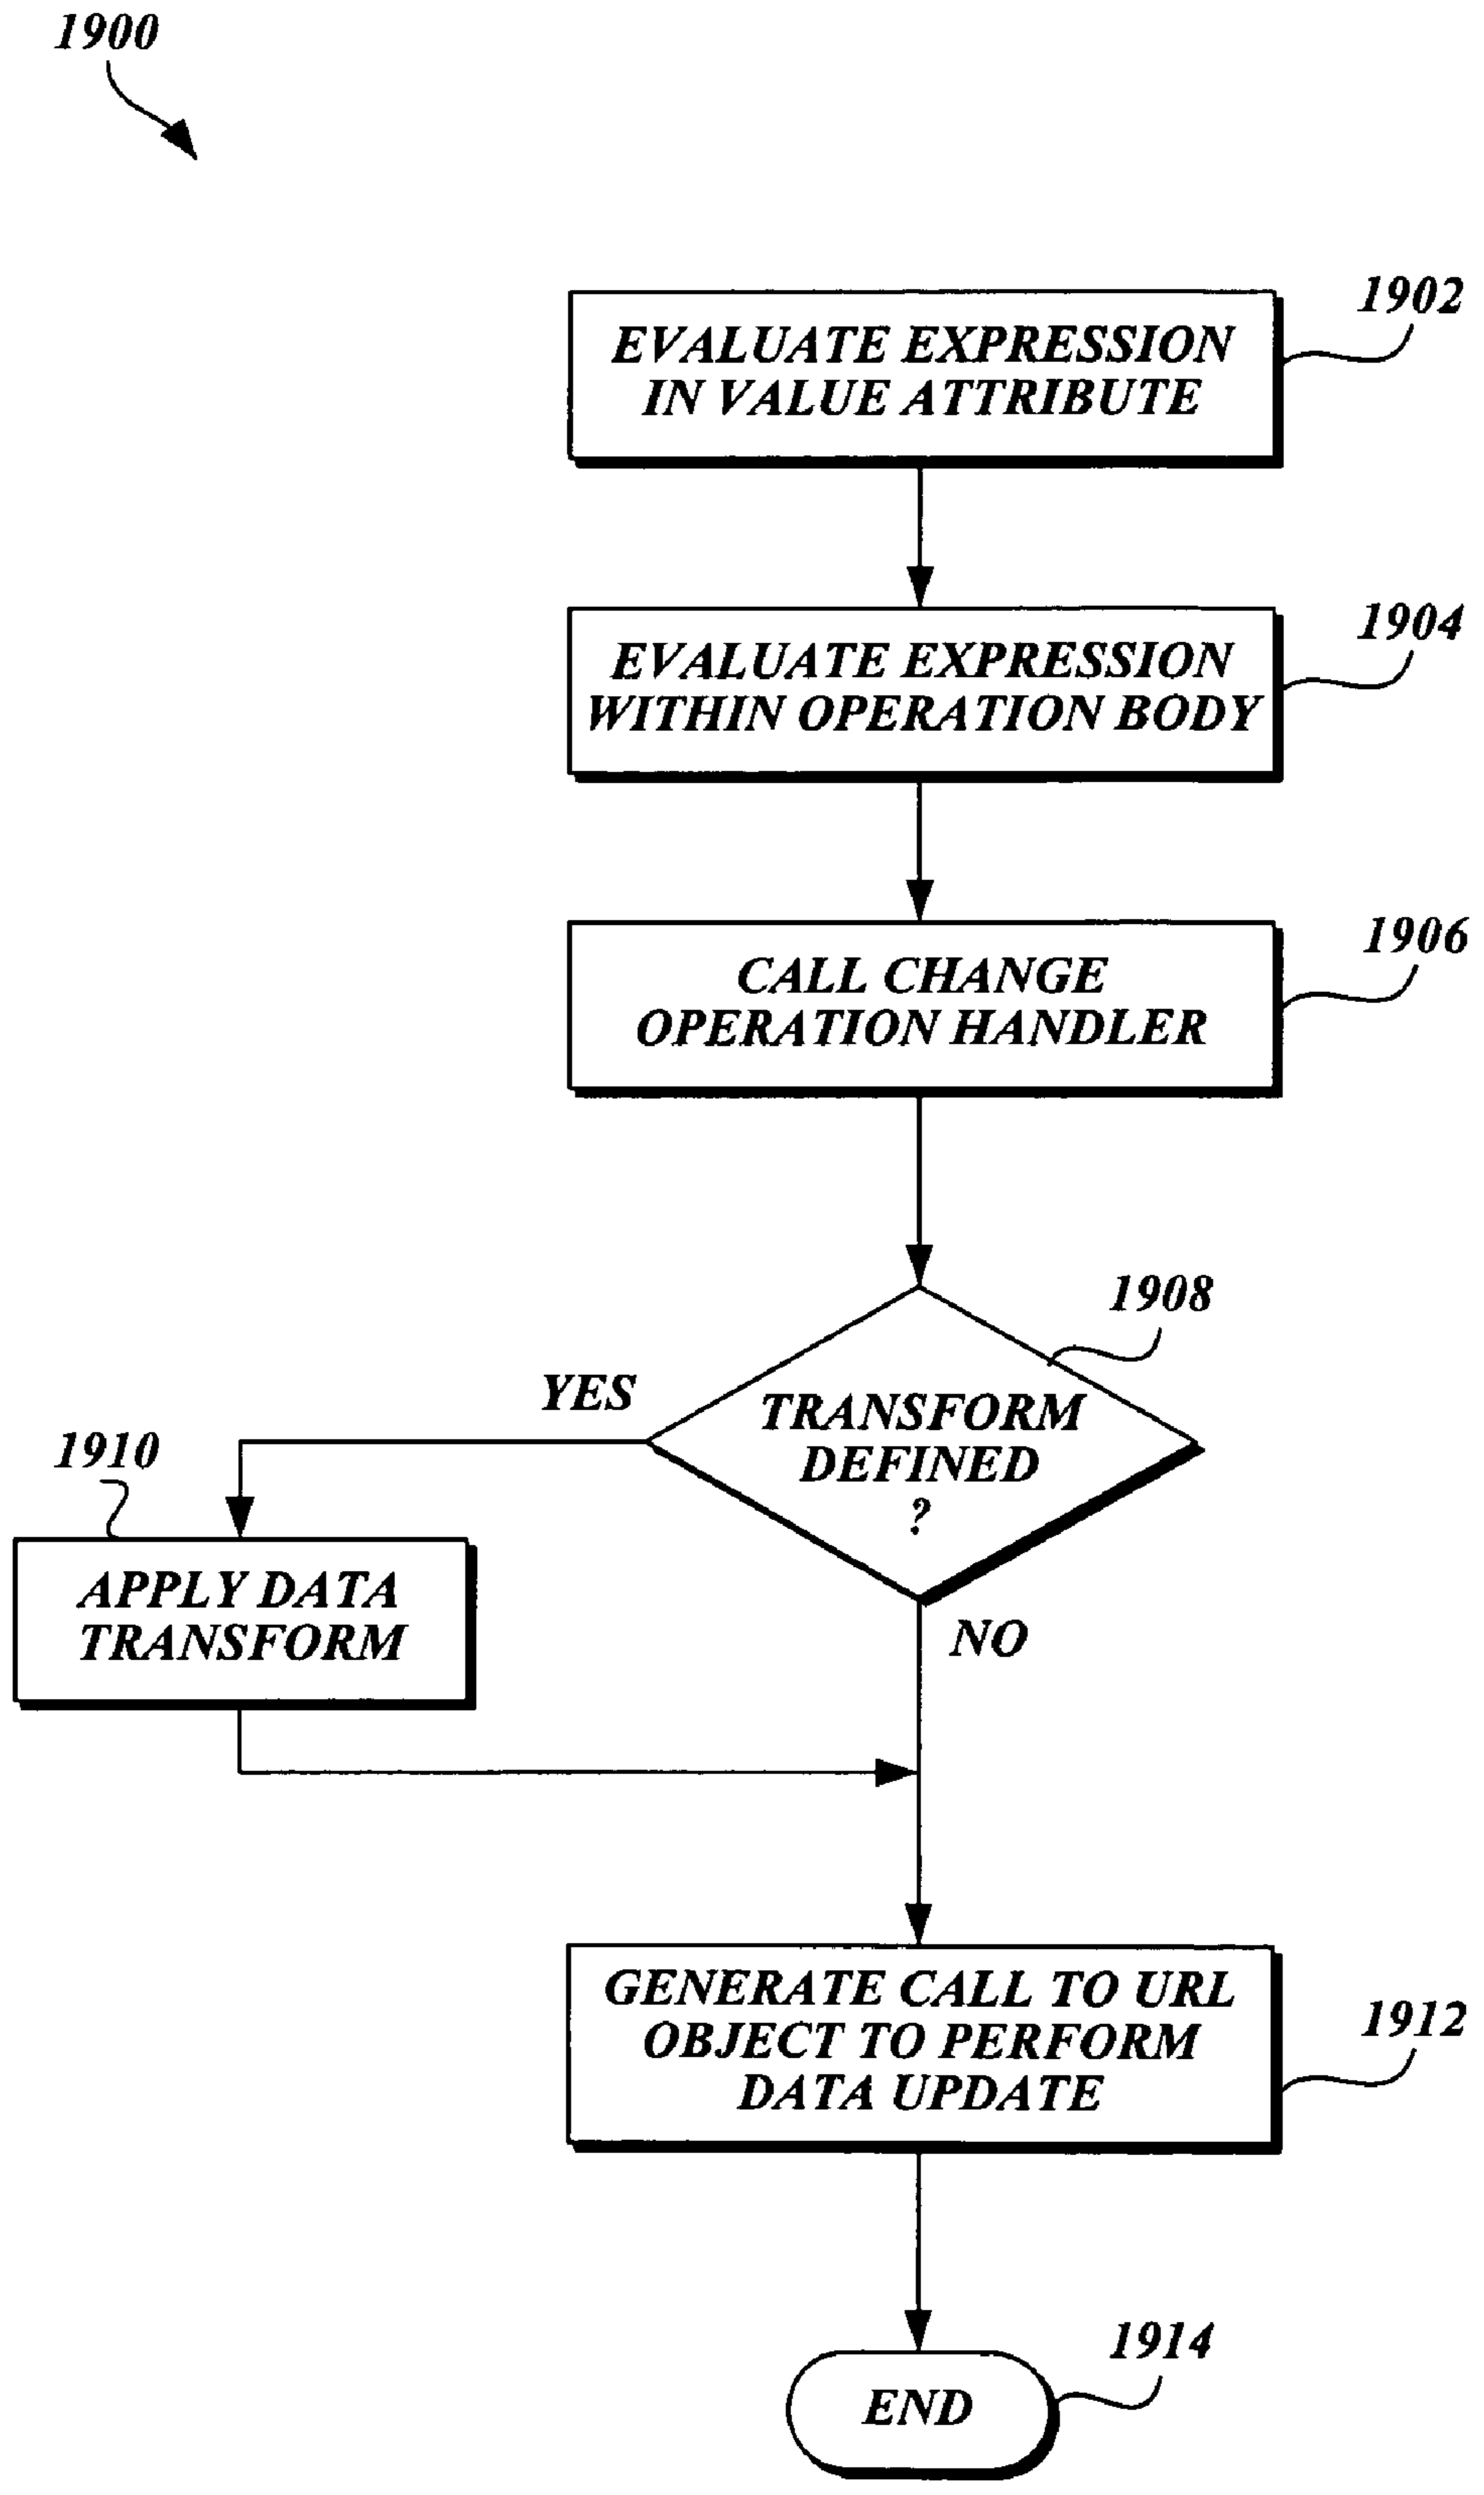 1900
1902
EVALUATE EXPRESSION
IN VALUE ATTRIBUTE
1904
EVALUATE EXPRESSION
WITHIN OPERATION BODY
1906
CALL CHANGE
OPERATION HANDLER
1908
TRANSFORM
DEFINED
?
YES
1910
APPLY DATA
TRANSFORM
NO
GENERATE CALL TO URL
OBJECT TO PERFORM
DATA UPDATE
1912
1914
END